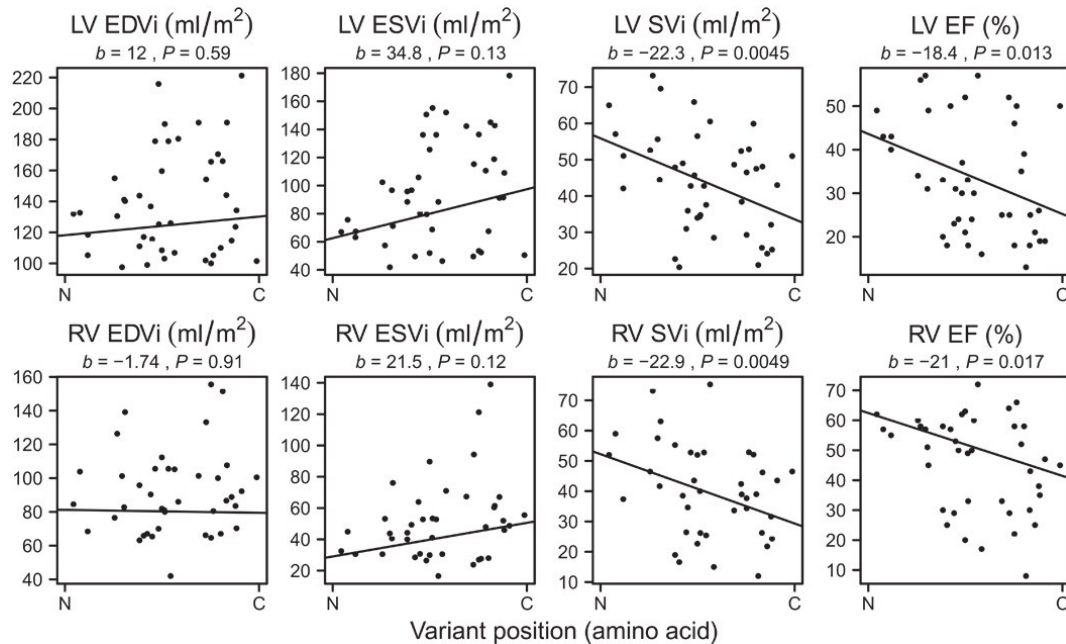 LV EDVi (ml/m²)
b = 12 , P = 0.59
220
200
180
160
140
120
100
N
C
LV ESVi (ml/m²)
b = 34.8 , P = 0.13
180
160
140
120
100
80
60
40
N
C
LV SVi (ml/m²)
b = −22.3 , P = 0.0045
70
60
50
40
30
20
N
C
LV EF (%)
b = −18.4 , P = 0.013
50
40
30
20
10
N
C
RV EDVi (ml/m²)
b = −1.74 , P = 0.91
160
140
120
100
80
60
40
N
C
RV ESVi (ml/m²)
b = 21.5 , P = 0.12
140
120
100
80
60
40
20
N
C
RV SVi (ml/m²)
b = −22.9 , P = 0.0049
70
60
50
40
30
20
10
N
C
RV EF (%)
b = −21 , P = 0.017
70
60
50
40
30
20
10
N
C
Variant position (amino acid)